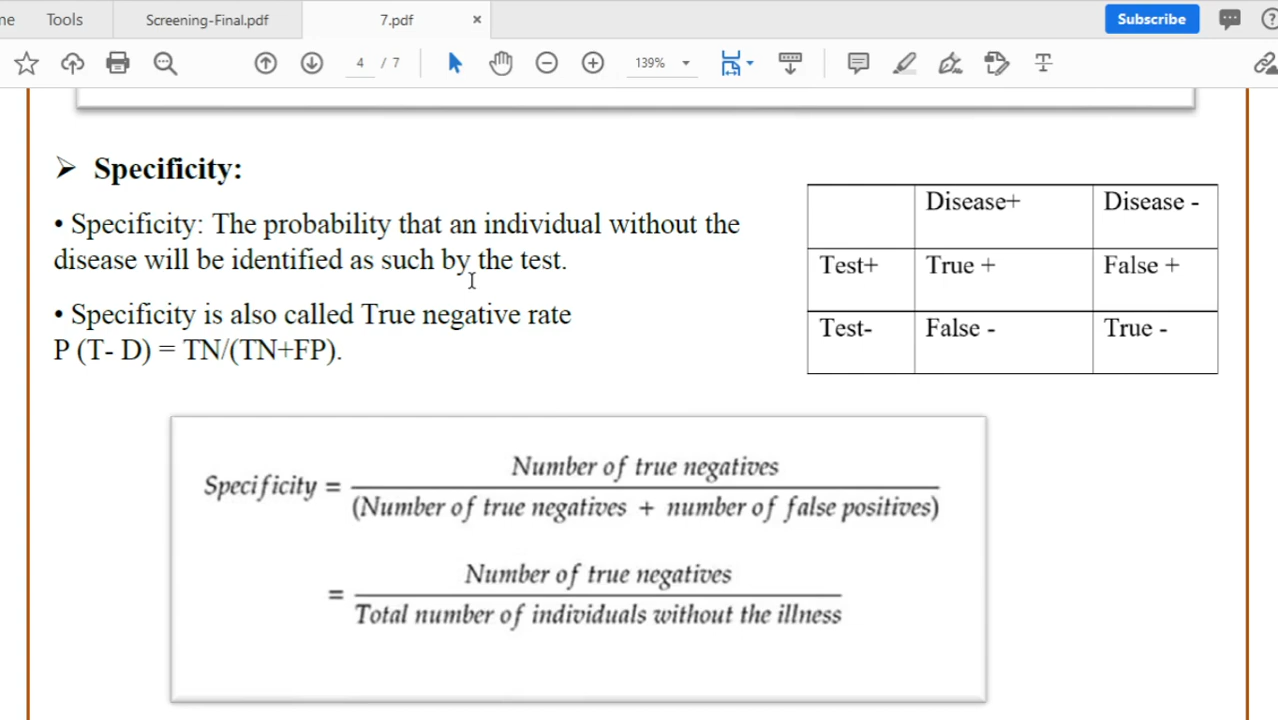 me Tools Screening-Final.pdf 7.pdf × Subscribe
4 / 7 139%
➤ Specificity:
• Specificity: The probability that an individual without the
disease will be identified as such by the test.
• Specificity is also called True negative rate
P (T- D) = TN/(TN+FP).
Disease+ Disease -
Test+ True + False +
Test- False - True -
Specificity = Number of true negatives
(Number of true negatives + number of false positives)
= Number of true negatives
Total number of individuals without the illness